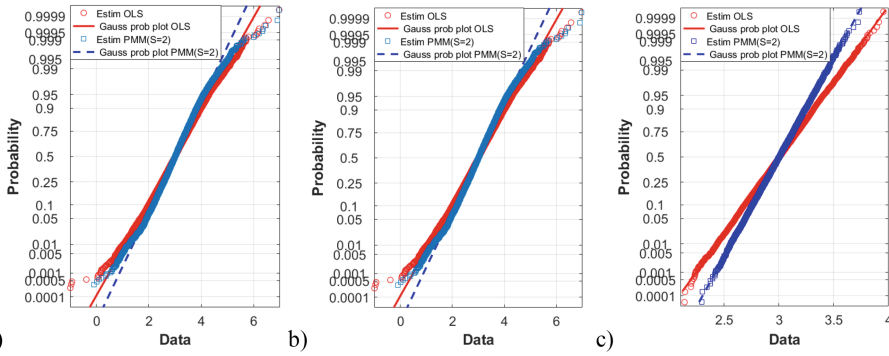 Estim OLS
Gauss prob plot OLS
Estim PMM(S=2)
Gauss prob plot PMM(S=2)
0.9999
0.9995
0.999
0.995
0.99
0.95
0.9
0.75
0.5
0.25
0.1
0.05
0.01
0.005
0.001
0.0005
0.0001
Probability
0 2 4 6
Data
)
Estim OLS
Gauss prob plot OLS
Estim PMM(S=2)
Gauss prob plot PMM(S=2)
0.9999
0.9995
0.999
0.995
0.99
0.95
0.9
0.75
0.5
0.25
0.1
0.05
0.01
0.005
0.001
0.0005
0.0001
Probability
0 2 4 6
Data
b)
Estim OLS
Gauss prob plot OLS
Estim PMM(S=2)
Gauss prob plot PMM(S=2)
0.9999
0.9995
0.999
0.995
0.99
0.95
0.9
0.75
0.5
0.25
0.1
0.05
0.01
0.005
0.001
0.0005
0.0001
Probability
2.5 3 3.5 4
Data
c)